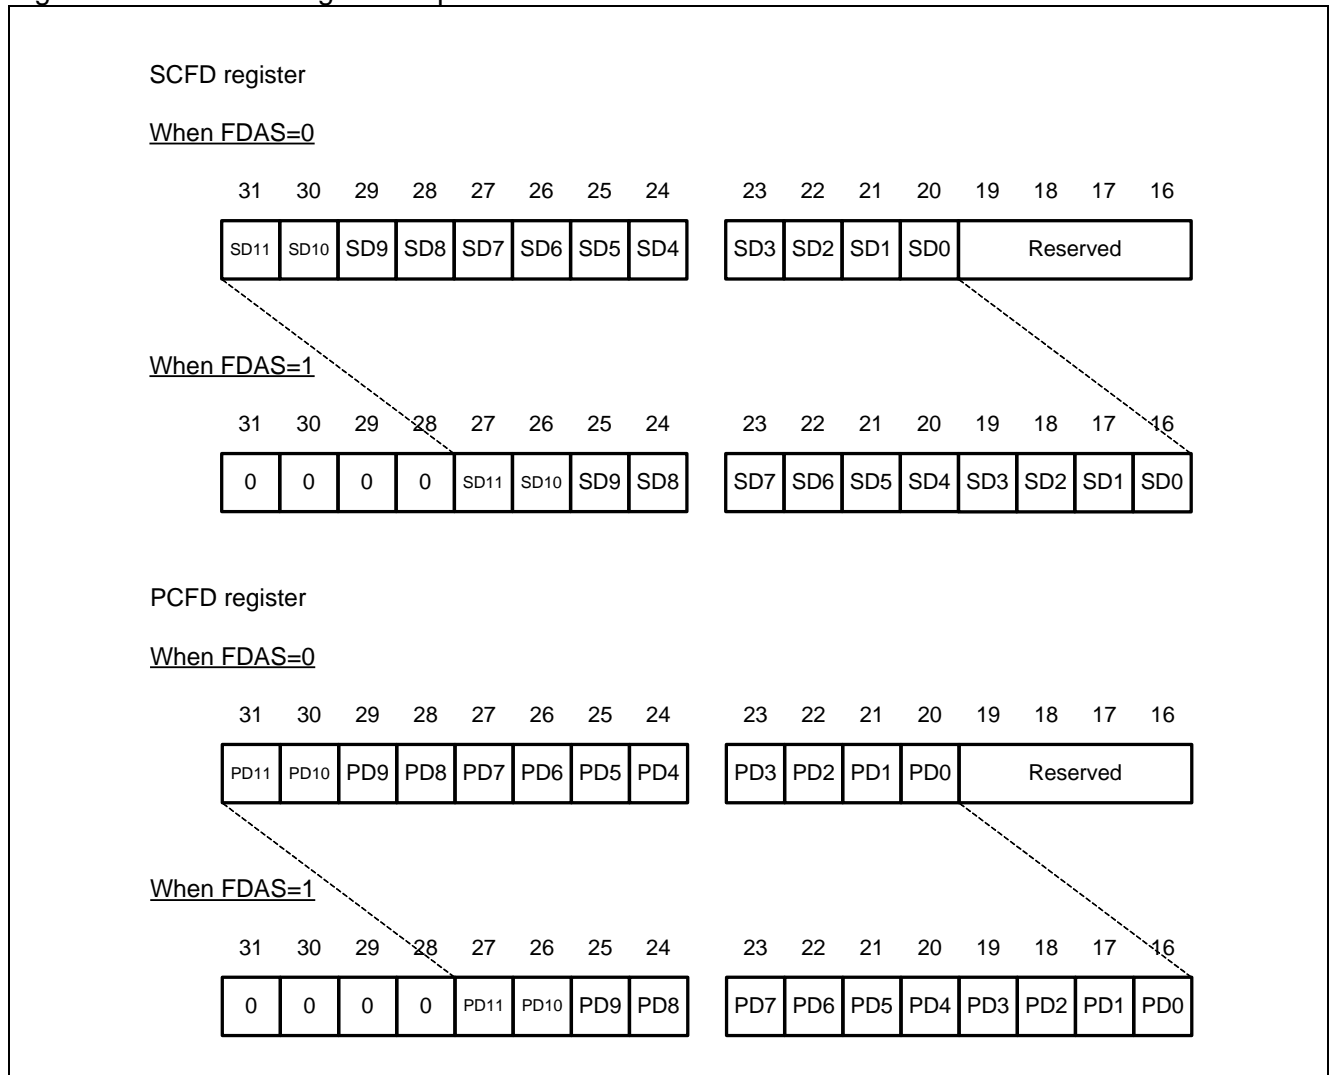 SCFD register
When FDAS=0
31 30 29 28 27 26 25 24 23 22 21 20 19 18 17 16
SD11 SD10 SD9 SD8 SD7 SD6 SD5 SD4 SD3 SD2 SD1 SD0 Reserved
When FDAS=1
31 30 29 28 27 26 25 24 23 22 21 20 19 18 17 16
0 0 0 0 SD11 SD10 SD9 SD8 SD7 SD6 SD5 SD4 SD3 SD2 SD1 SD0
PCFD register
When FDAS=0
31 30 29 28 27 26 25 24 23 22 21 20 19 18 17 16
PD11 PD10 PD9 PD8 PD7 PD6 PD5 PD4 PD3 PD2 PD1 PD0 Reserved
When FDAS=1
31 30 29 28 27 26 25 24 23 22 21 20 19 18 17 16
0 0 0 0 PD11 PD10 PD9 PD8 PD7 PD6 PD5 PD4 PD3 PD2 PD1 PD0